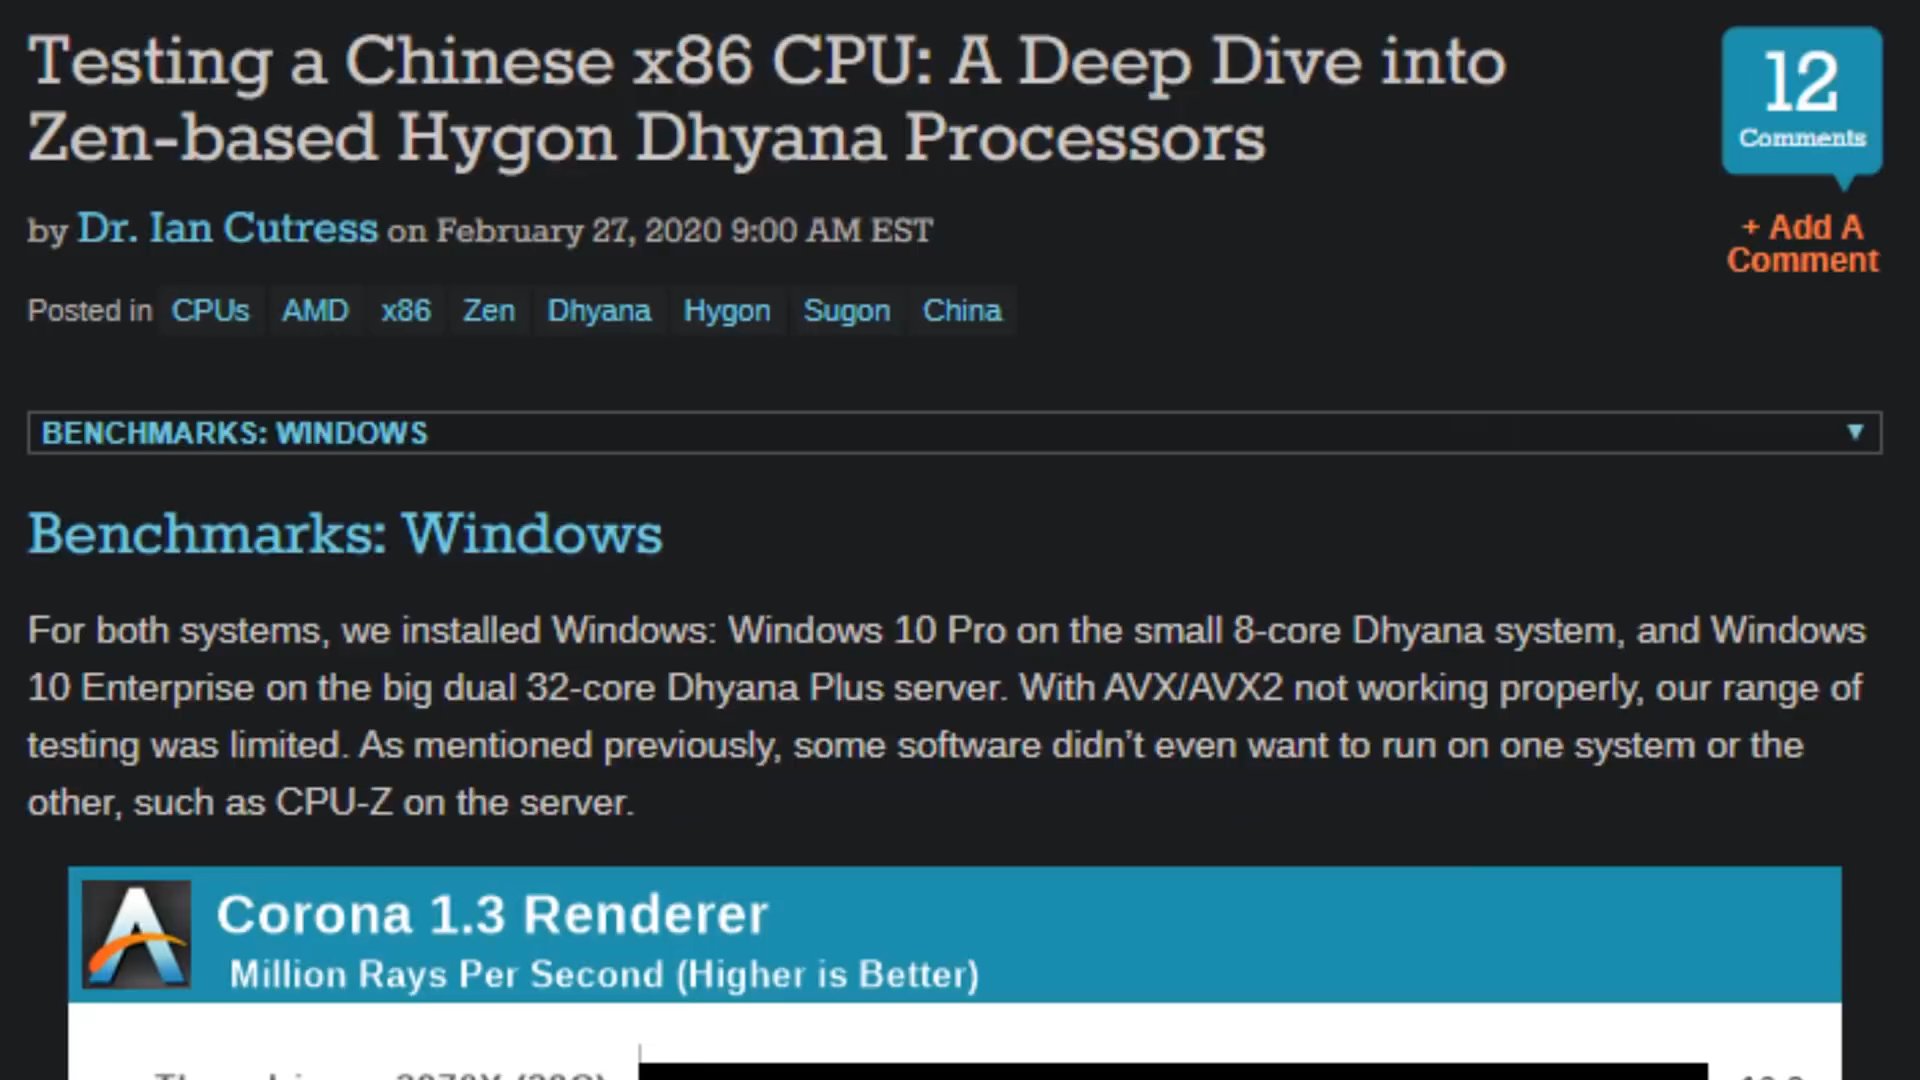 Testing a Chinese x86 CPU: A Deep Dive into
Zen-based Hygon Dhyana Processors
12
Comments
by Dr. Ian Cutress on February 27, 2020 9:00 AM EST
+ Add A
Comment
Posted in CPUs AMD x86 Zen Dhyana Hygon Sugon China
BENCHMARKS: WINDOWS
Benchmarks: Windows
For both systems, we installed Windows: Windows 10 Pro on the small 8-core Dhyana system, and Windows
10 Enterprise on the big dual 32-core Dhyana Plus server. With AVX/AVX2 not working properly, our range of
testing was limited. As mentioned previously, some software didn’t even want to run on one system or the
other, such as CPU-Z on the server.
Corona 1.3 Renderer
Million Rays Per Second (Higher is Better)